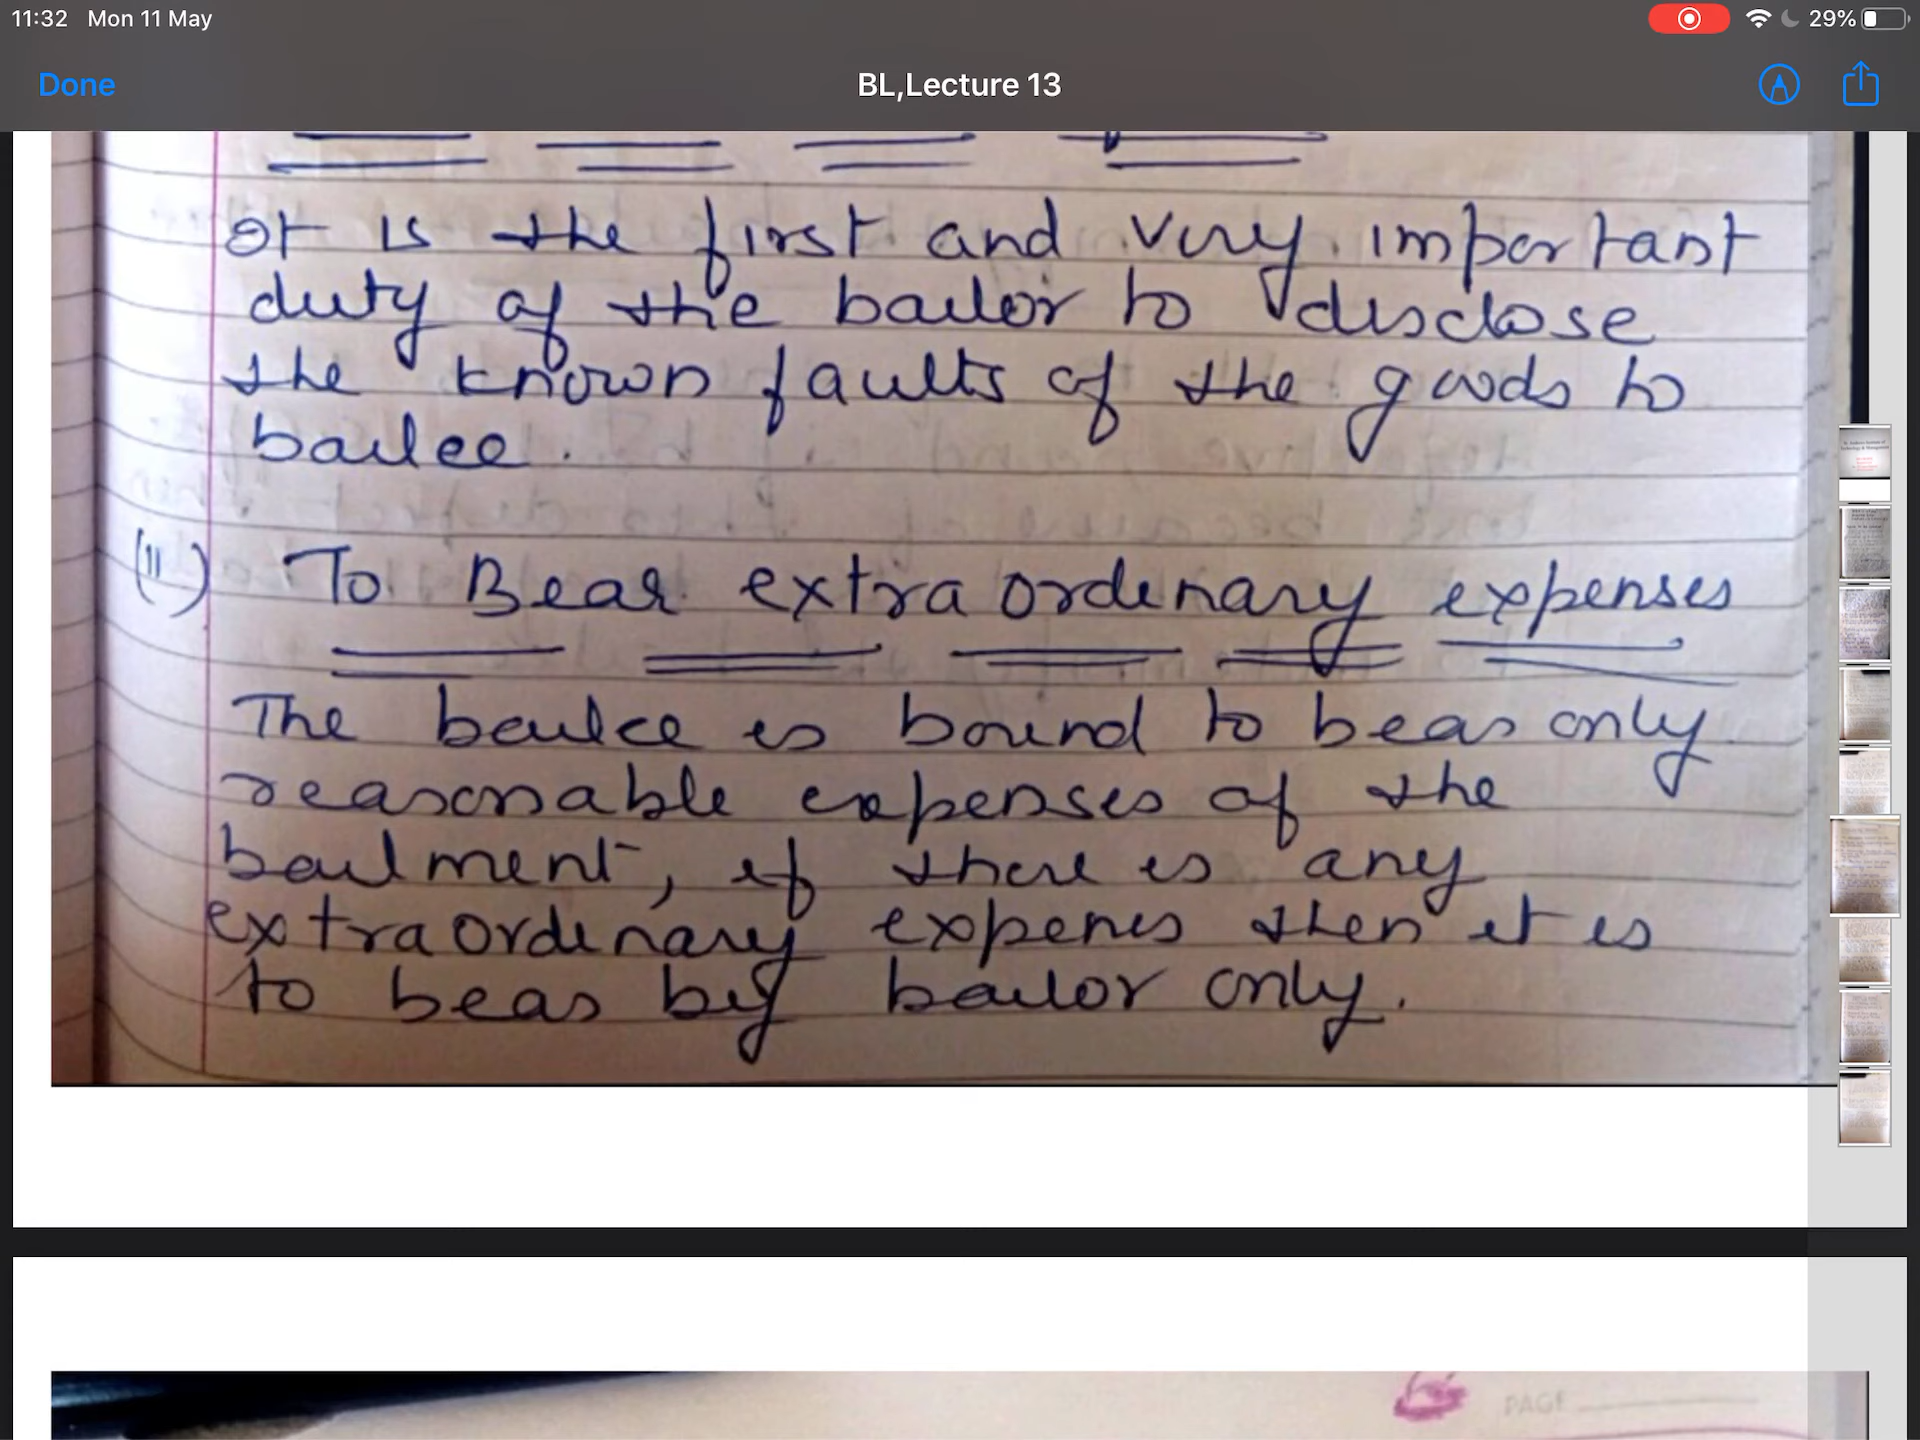 11:32 Mon 11 May
29%
Done
BL,Lecture 13
It is the first and very important
duty of the bailor to disclose
the known faults of the goods to
bailee.
(ii) To Bear extra ordinary expenses
The bailee is bound to bear only
reasonable expenses of the
bailment, if there is any
extra ordinary expenes then it is
to bear by bailor only.
PAGE